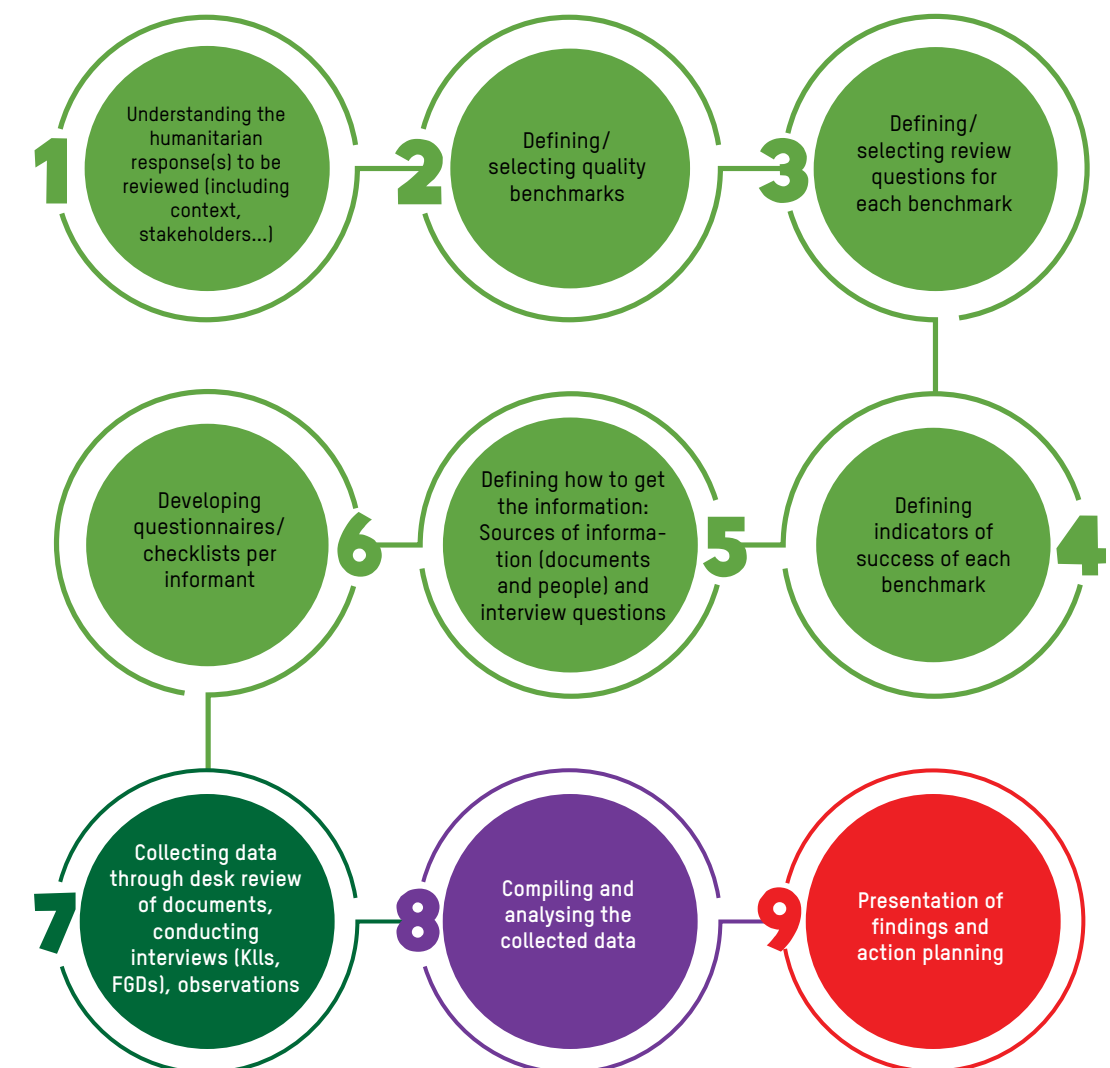 1
Understanding the
humanitarian
response(s) to be
reviewed (including
context,
stakeholders...)
2
Defining/
selecting quality
benchmarks
3
Defining/
selecting review
questions for
each benchmark
4
Defining
indicators of
success of each
benchmark
5
Defining how to get
the information:
Sources of informa-
tion (documents
and people) and
interview questions
6
Developing
questionnaires/
checklists per
informant
7
Collecting data
through desk review
of documents,
conducting
interviews (KIIs,
FGDs), observations
8
Compiling and
analysing the
collected data
9
Presentation of
findings and
action planning